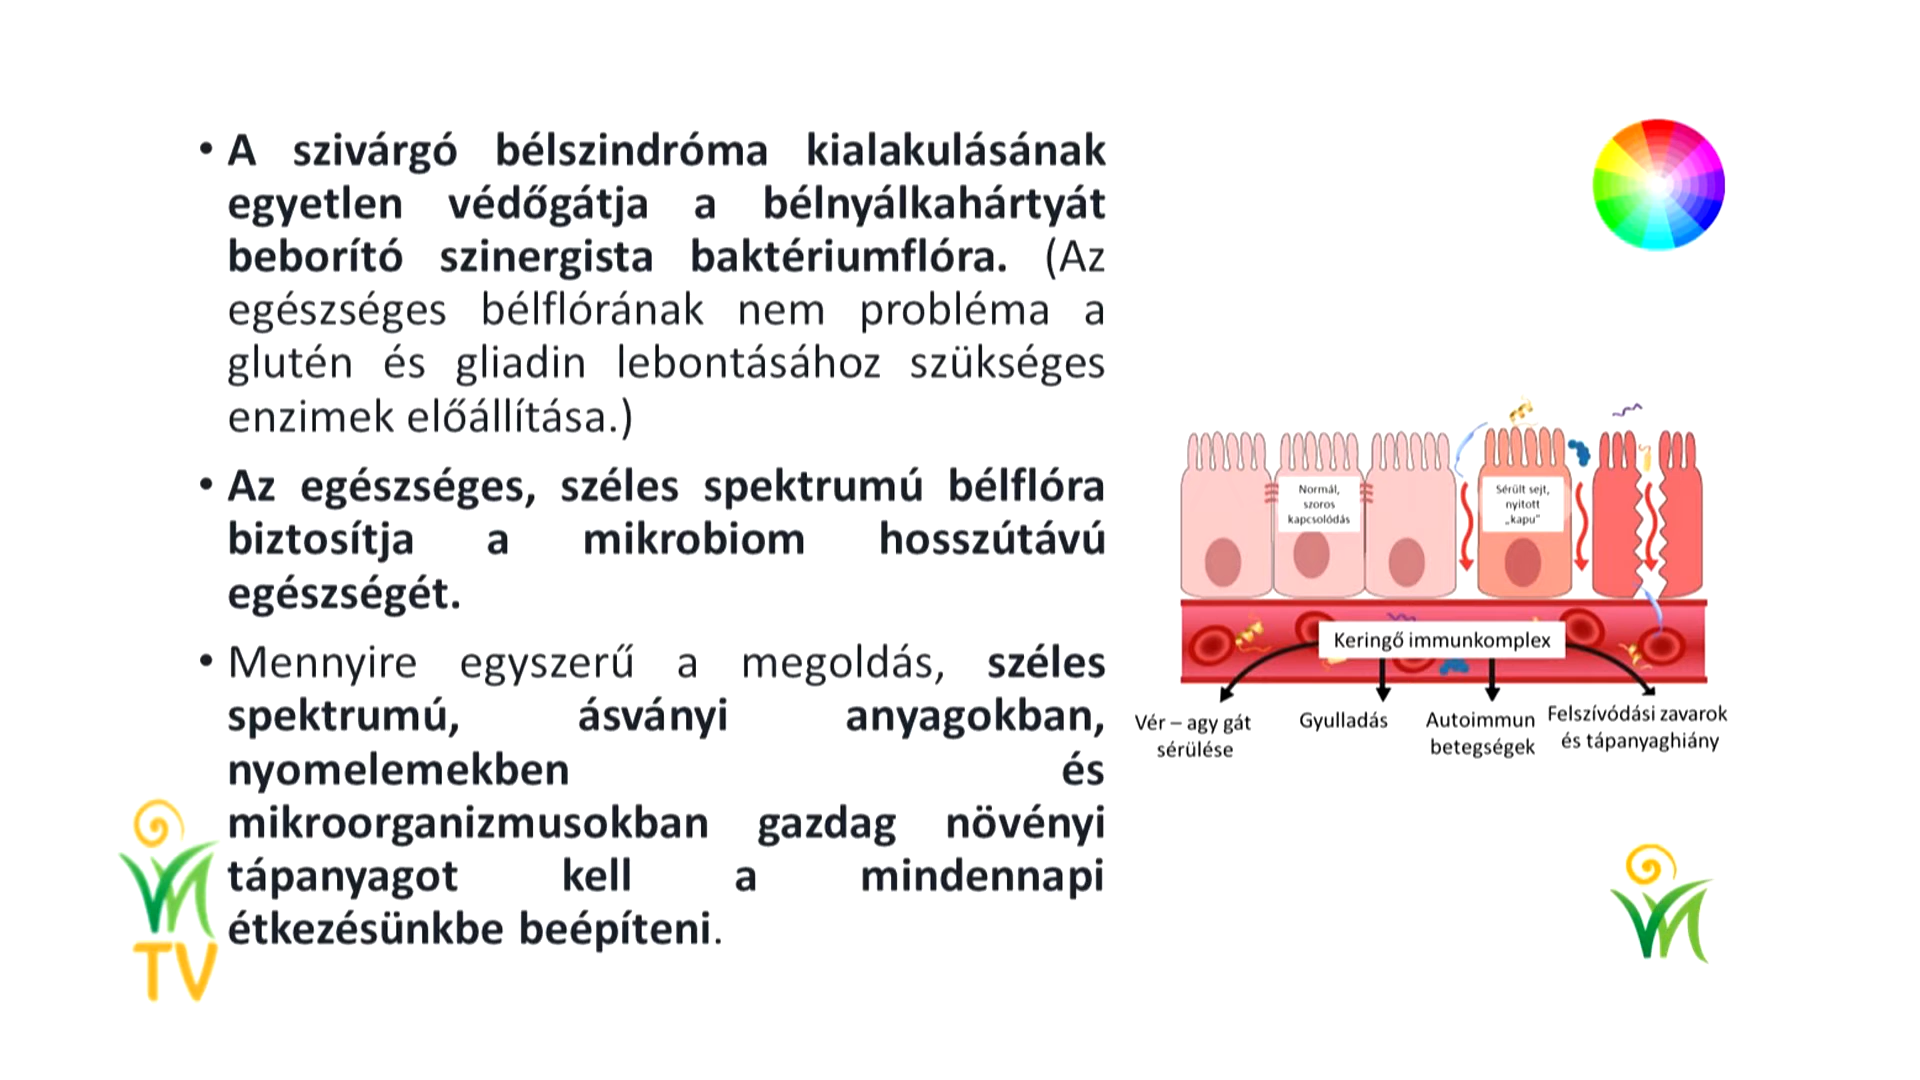 • A szivárgó bélszindróma kialakulásának
egyetlen védőgátja a bélnyálkahártyát
beborító szinergista baktériumflóra. (Az
egészséges bélflórának nem probléma a
glutén és gliadin lebontásához szükséges
enzimek előállítása.)
• Az egészséges, széles spektrumú bélflóra
biztosítja a mikrobiom hosszútávú
egészségét.
• Mennyire egyszerű a megoldás, széles
spektrumú, ásványi anyagokban,
nyomelemekben és
mikroorganizmusokban gazdag növényi
tápanyagot kell a mindennapi
étkezésünkbe beépíteni.
Normál,
szoros
kapcsolódás
Sérült sejt,
nyitott
„kapu"
Keringő immunkomplex
Vér – agy gát
sérülése
Gyulladás
Autoimmun
betegségek
Felszívódási zavarok
és tápanyaghiány
TV